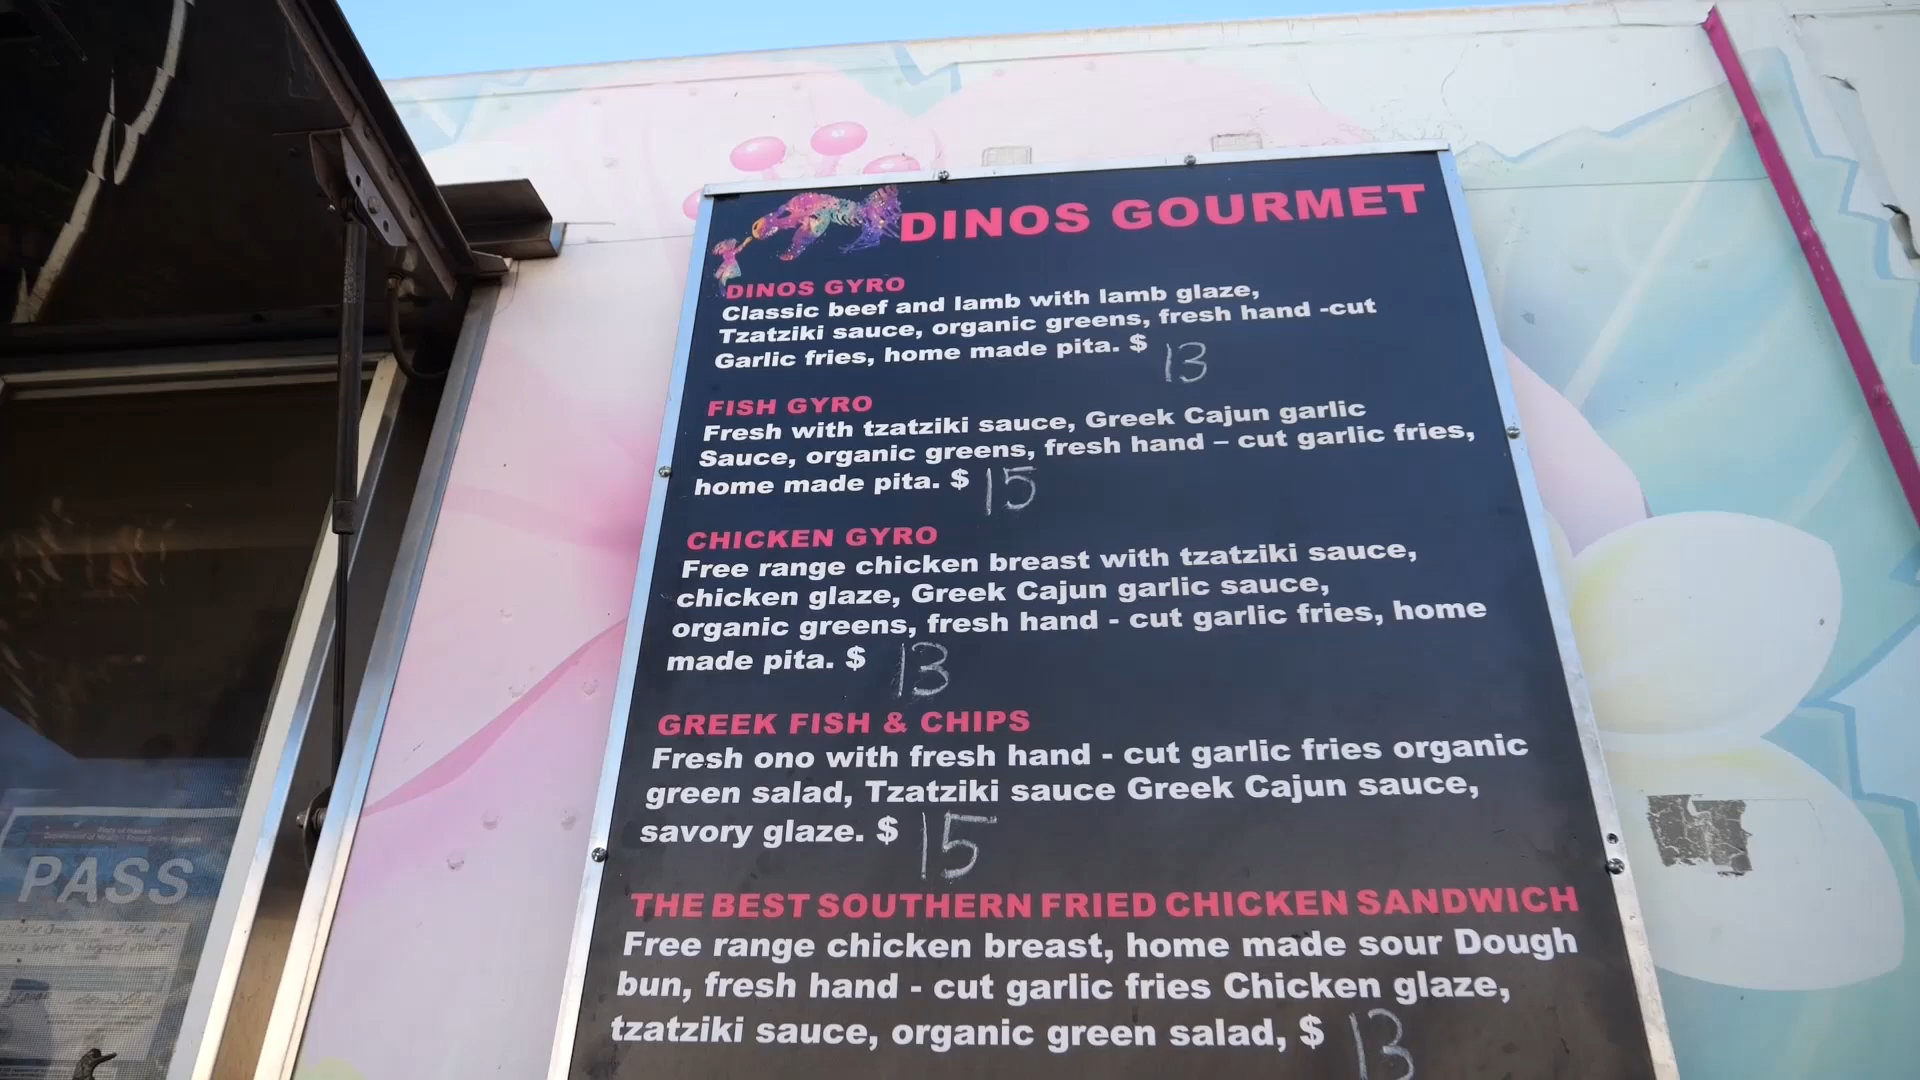 DINOS GOURMET
DINOS GYRO
Classic beef and lamb with lamb glaze,
Tzatziki sauce, organic greens, fresh hand -cut
Garlic fries, home made pita. $ 13
FISH GYRO
Fresh with tzatziki sauce, Greek Cajun garlic
Sauce, organic greens, fresh hand – cut garlic fries,
home made pita. $ 15
CHICKEN GYRO
Free range chicken breast with tzatziki sauce,
chicken glaze, Greek Cajun garlic sauce,
organic greens, fresh hand - cut garlic fries, home
made pita. $ 13
GREEK FISH & CHIPS
Fresh ono with fresh hand - cut garlic fries organic
green salad, Tzatziki sauce Greek Cajun sauce,
savory glaze. $ 15
THE BEST SOUTHERN FRIED CHICKEN SANDWICH
Free range chicken breast, home made sour Dough
bun, fresh hand - cut garlic fries Chicken glaze,
tzatziki sauce, organic green salad, $ 13
State of Hawaii
PASS